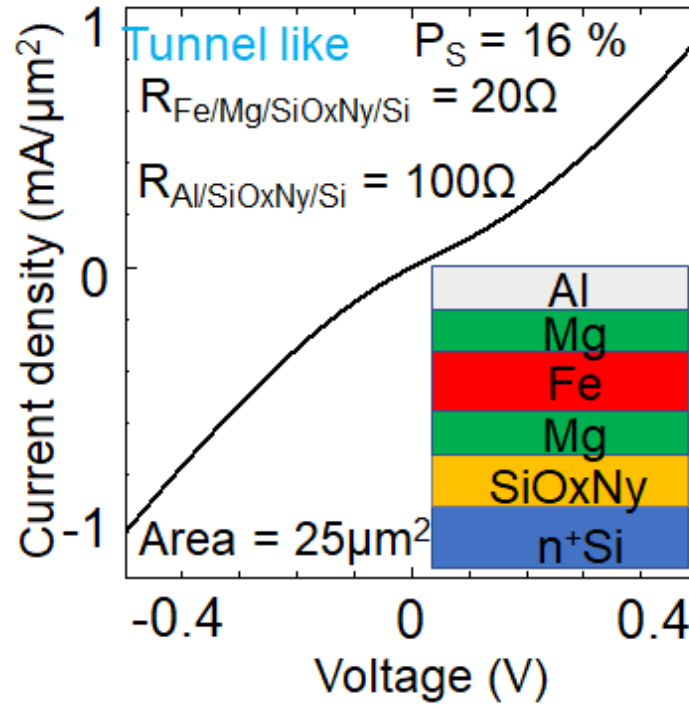 1
Tunnel like
P_S = 16 %
R_Fe/Mg/SiOxNy/Si = 20Ω
R_Al/SiOxNy/Si = 100Ω
Current density (mA/μm²)
0
Al
Mg
Fe
Mg
SiOxNy
n⁺Si
-1
Area = 25μm²
-0.4
0
0.4
Voltage (V)